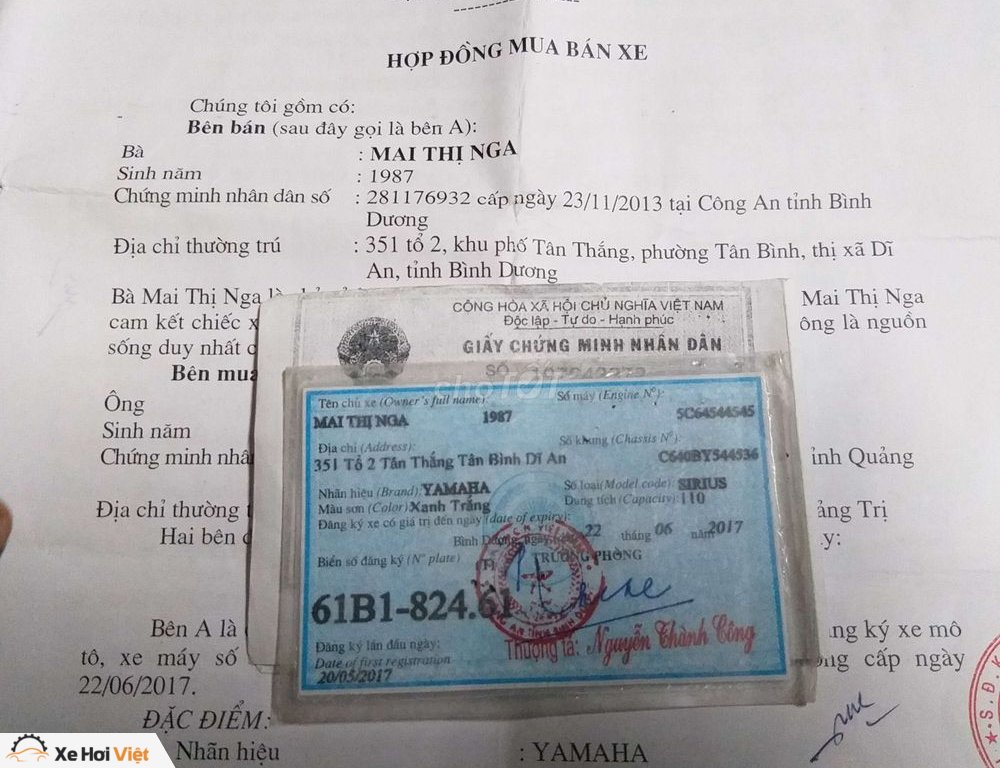 HỢP ĐỒNG MUA BÁN XE
Chúng tôi gồm có:
Bên bán (sau đây gọi là bên A):
Bà : MAI THỊ NGA
Sinh năm : 1987
Chứng minh nhân dân số : 281176932 cấp ngày 23/11/2013 tại Công An tỉnh Bình
Dương
Địa chỉ thường trú : 351 tổ 2, khu phố Tân Thắng, phường Tân Bình, thị xã Dĩ
An, tỉnh Bình Dương
Bà Mai Thị Nga Mai Thị Nga
cam kết chiếc ông là nguồn
sống duy nhất
Bên mua
Ông
Sinh năm
Chứng minh ỉnh Quảng
Địa chỉ thường ảng Trị
Hai bên
CỘNG HÒA XÃ HỘI CHỦ NGHĨA VIỆT NAM
Độc lập - Tự do - Hạnh phúc
GIẤY CHỨNG MINH NHÂN DÂN
SỐ
choTỐT
Tên chủ xe (Owner's full name): Số máy (Engine N°):
MAI THỊ NGA 1987 5C64544545
Địa chỉ (Address): Số khung (Chassis N°):
351 Tổ 2 Tân Thắng Tân Bình Dĩ An C640BY544536
Nhãn hiệu (Brand): YAMAHA Số loại (Model code): SIRIUS
Màu sơn (Color) Xanh Trắng Dung tích (Capacity): 110
Đăng ký xe có giá trị đến ngày (date of expiry):
Bình Dương, ngày 22 tháng 06 năm 2017
Biển số đăng ký (N° plate) TRƯỞNG PHÒNG
61B1-824.61
Đăng ký lần đầu ngày:
Date of first registration
20/05/2017
Thượng tá: Nguyễn Thành Công
Bên A là ăng ký xe mô
tô, xe máy số cấp ngày
22/06/2017.
ĐẶC ĐIỂM:
Nhãn hiệu : YAMAHA
Xe Hơi Việt